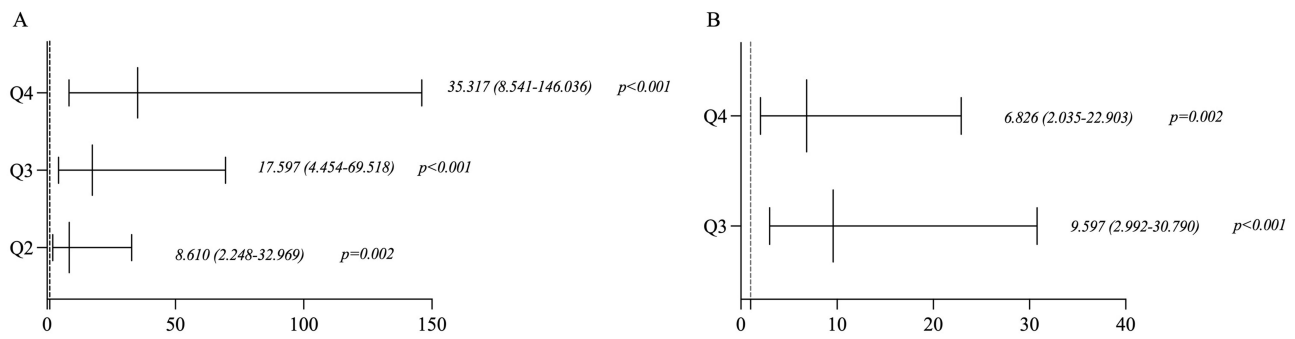 A
Q4
35.317 (8.541-146.036) p<0.001
Q3
17.597 (4.454-69.518) p<0.001
Q2
8.610 (2.248-32.969) p=0.002
0 50 100 150
B
Q4
6.826 (2.035-22.903) p=0.002
Q3
9.597 (2.992-30.790) p<0.001
0 10 20 30 40